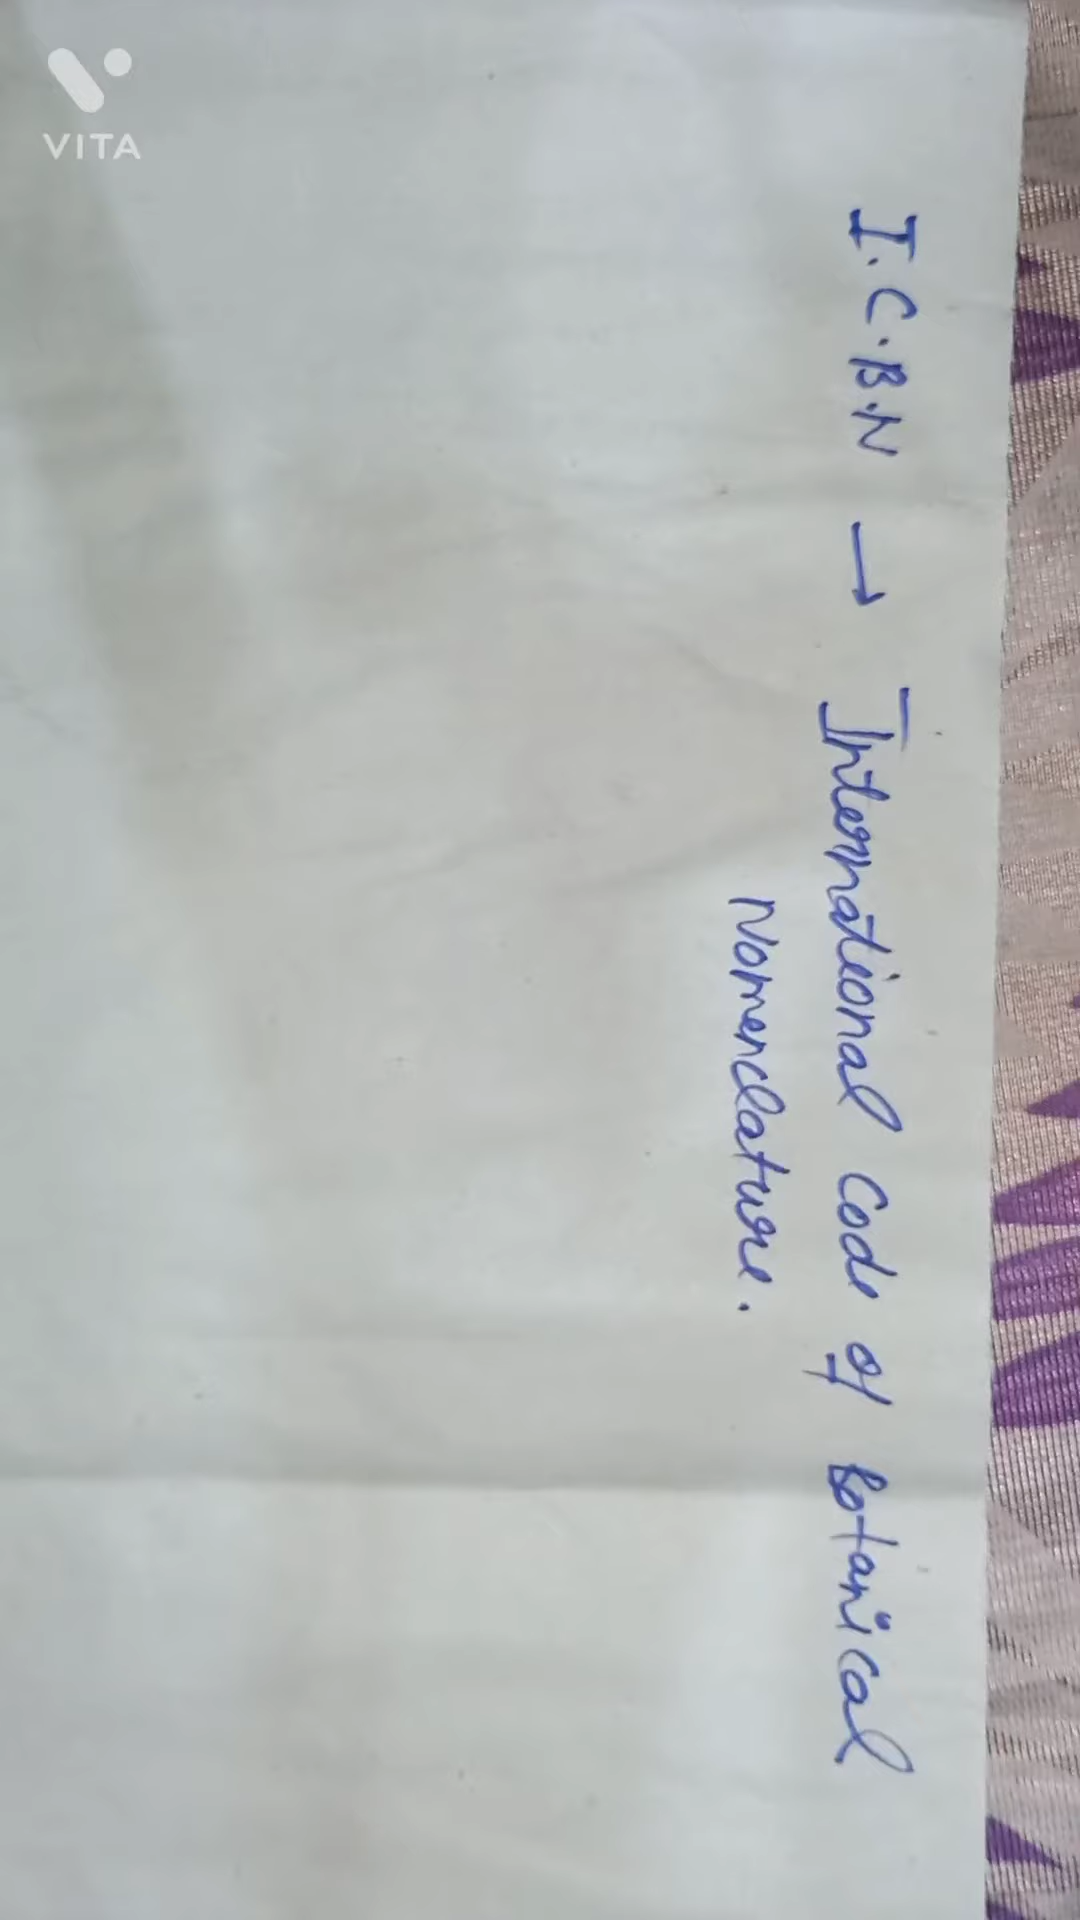 VITA
I.C.B.N → International Code of Botanical
Nomenclature.